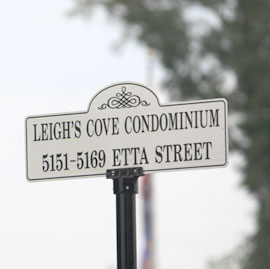 LEIGH'S COVE CONDOMINIUM
5151-5169 ETTA STREET